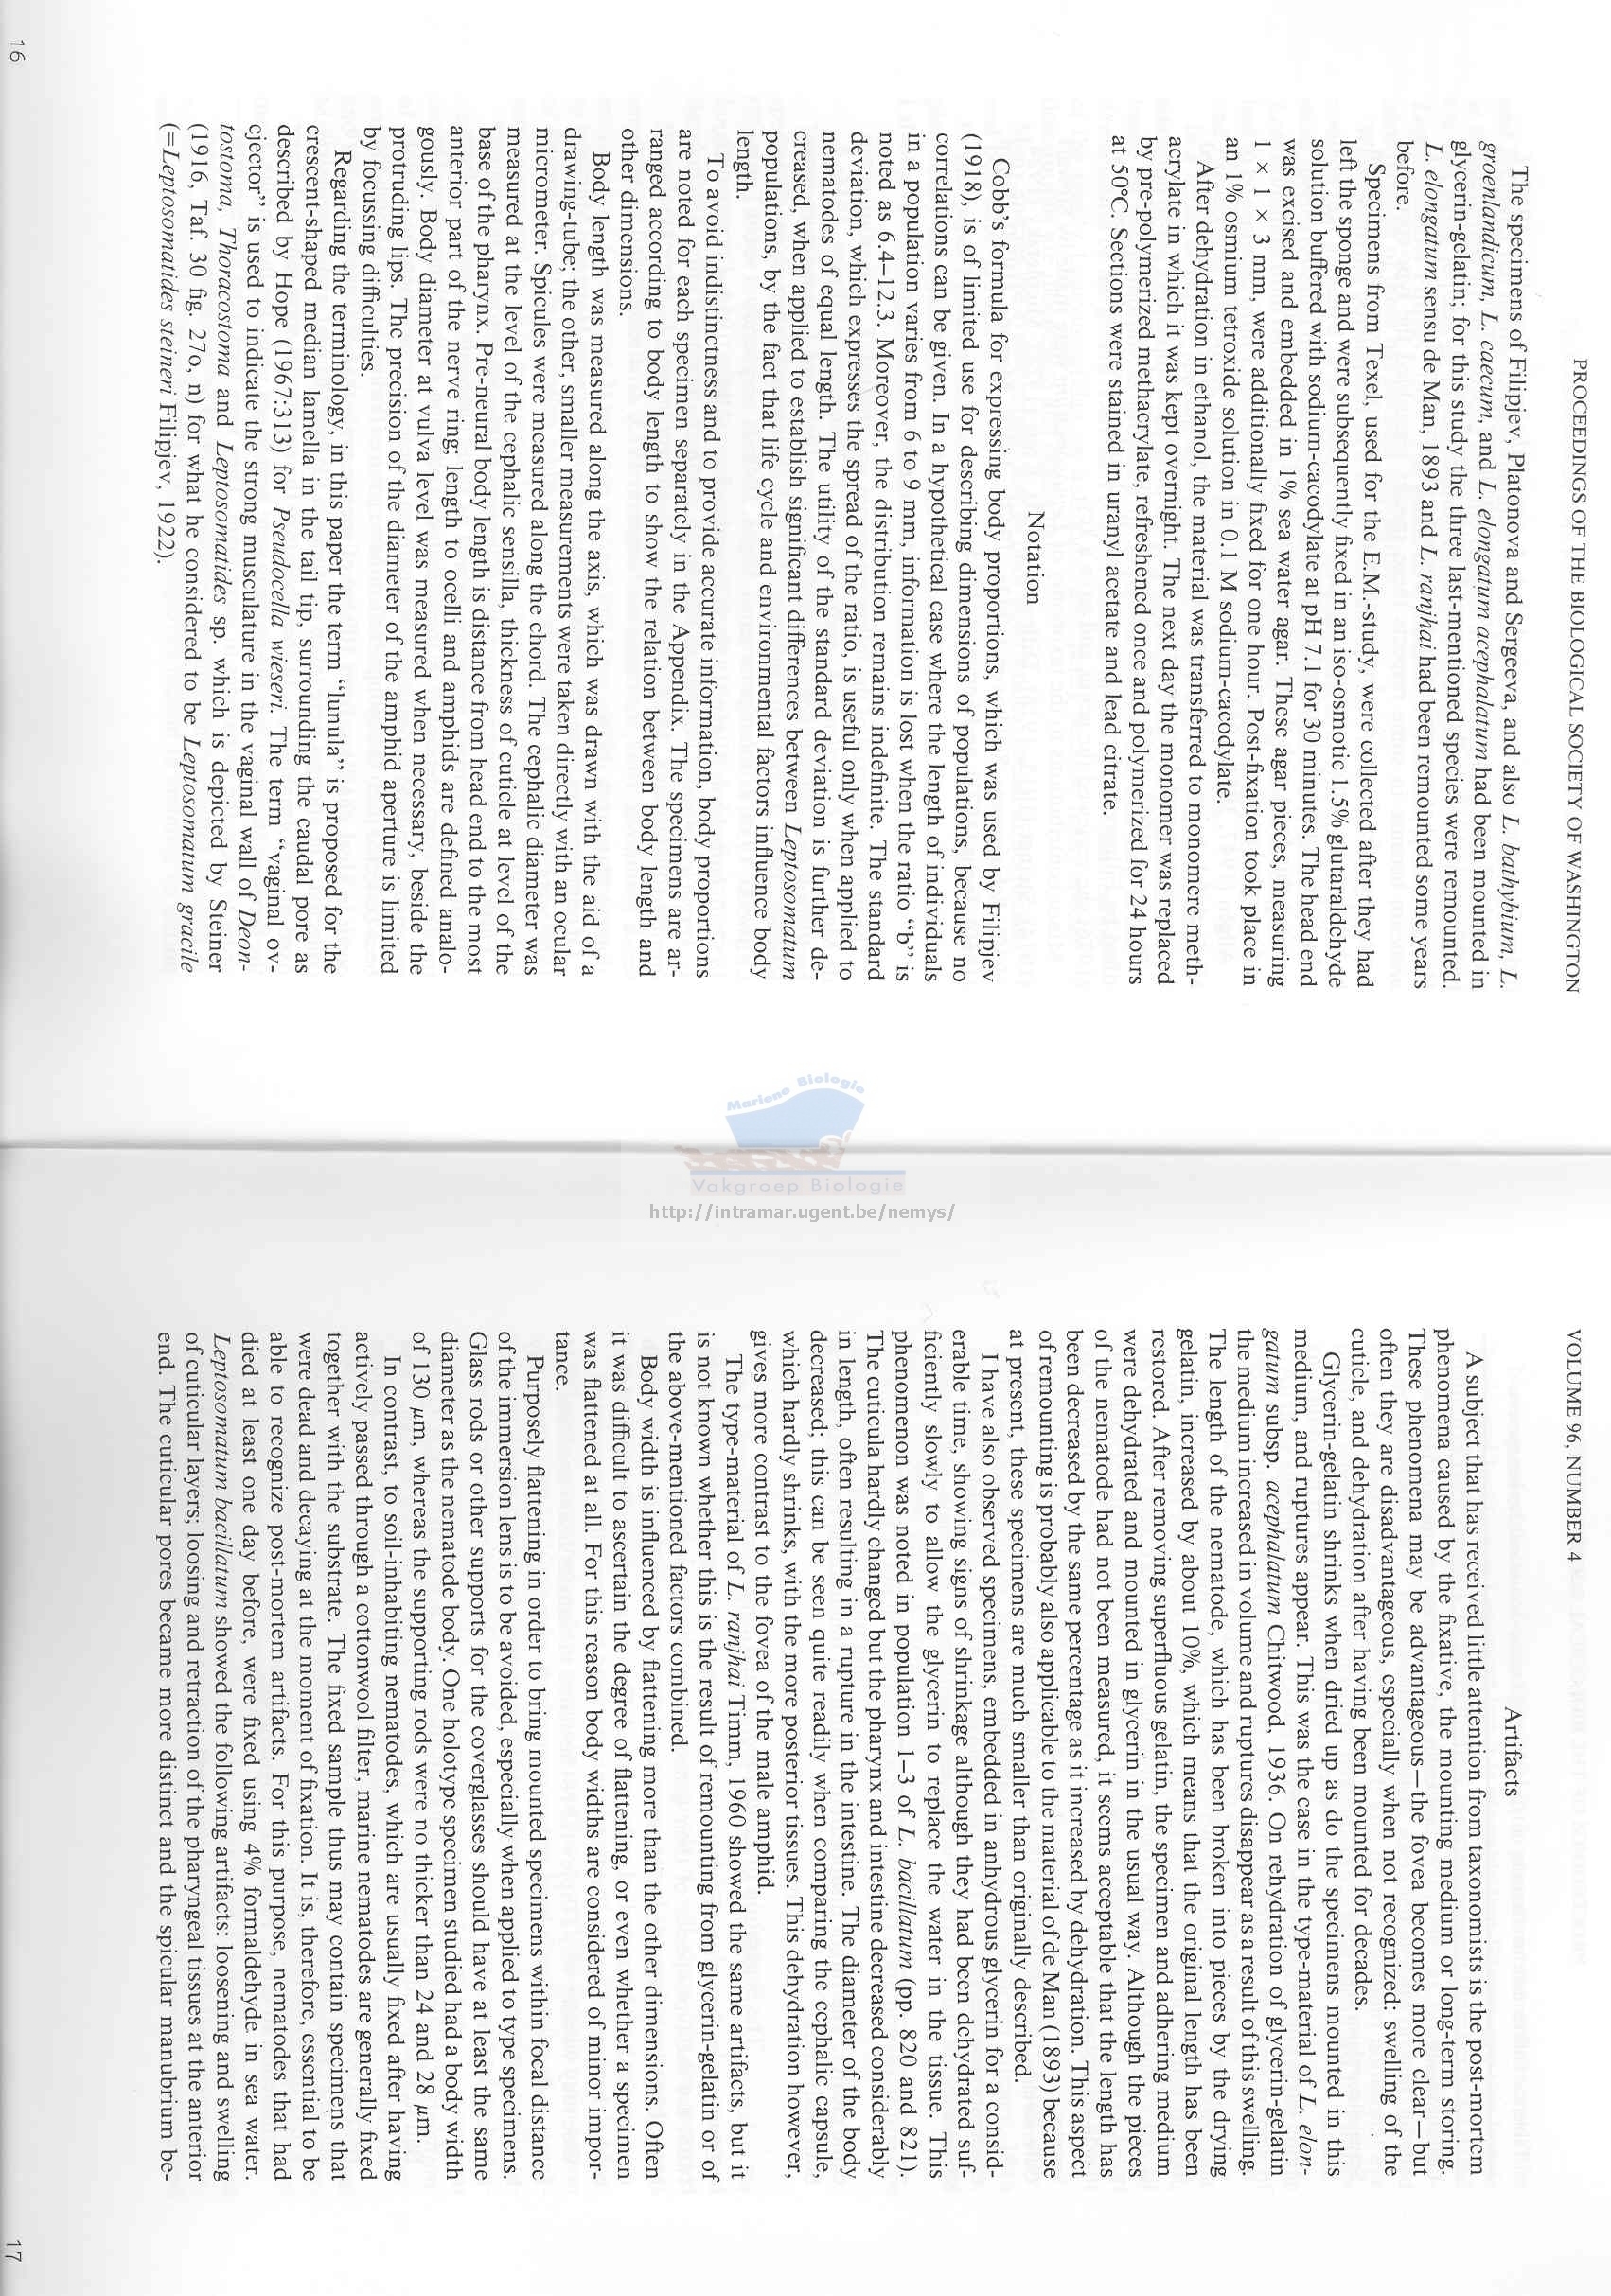 PROCEEDINGS OF THE BIOLOGICAL SOCIETY OF WASHINGTON
The specimens of Filipjev, Platonova and Sergeeva, and also L. bathybium, L.
groenlandicum, L. caecum, and L. elongatum acephalatum had been mounted in
glycerin-gelatin; for this study the three last-mentioned species were remounted.
L. elongatum sensu de Man, 1893 and L. ranjhai had been remounted some years
before.
Specimens from Texel, used for the E.M.-study, were collected after they had
left the sponge and were subsequently fixed in an iso-osmotic 1.5% glutaraldehyde
solution buffered with sodium-cacodylate at pH 7.1 for 30 minutes. The head end
was excised and embedded in 1% sea water agar. These agar pieces, measuring
1 × 1 × 3 mm, were additionally fixed for one hour. Post-fixation took place in
an 1% osmium tetroxide solution in 0.1 M sodium-cacodylate.
After dehydration in ethanol, the material was transferred to monomere meth-
acrylate in which it was kept overnight. The next day the monomer was replaced
by pre-polymerized methacrylate, refreshened once and polymerized for 24 hours
at 50°C. Sections were stained in uranyl acetate and lead citrate.
Notation
Cobb's formula for expressing body proportions, which was used by Filipjev
(1918), is of limited use for describing dimensions of populations, because no
correlations can be given. In a hypothetical case where the length of individuals
in a population varies from 6 to 9 mm, information is lost when the ratio "b" is
noted as 6.4–12.3. Moreover, the distribution remains indefinite. The standard
deviation, which expresses the spread of the ratio, is useful only when applied to
nematodes of equal length. The utility of the standard deviation is further de-
creased, when applied to establish significant differences between Leptosomatum
populations, by the fact that life cycle and environmental factors influence body
length.
To avoid indistinctness and to provide accurate information, body proportions
are noted for each specimen separately in the Appendix. The specimens are ar-
ranged according to body length to show the relation between body length and
other dimensions.
Body length was measured along the axis, which was drawn with the aid of a
drawing-tube; the other, smaller measurements were taken directly with an ocular
micrometer. Spicules were measured along the chord. The cephalic diameter was
measured at the level of the cephalic sensilla, thickness of cuticle at level of the
base of the pharynx. Pre-neural body length is distance from head end to the most
anterior part of the nerve ring; length to ocelli and amphids are defined analo-
gously. Body diameter at vulva level was measured when necessary, beside the
protruding lips. The precision of the diameter of the amphid aperture is limited
by focussing difficulties.
Regarding the terminology, in this paper the term "lunula" is proposed for the
crescent-shaped median lamella in the tail tip, surrounding the caudal pore as
described by Hope (1967:313) for Pseudocella wieseri. The term "vaginal ov-
ejector" is used to indicate the strong musculature in the vaginal wall of Deon-
tostoma, Thoracostoma and Leptosomatides sp. which is depicted by Steiner
(1916, Taf. 30 fig. 27o, n) for what he considered to be Leptosomatum gracile
(=Leptosomatides steineri Filipjev, 1922).
16
Mariene Biologie
Vakgroep Biologie
http://intramar.ugent.be/nemys/
VOLUME 96, NUMBER 4
Artifacts
A subject that has received little attention from taxonomists is the post-mortem
phenomena caused by the fixative, the mounting medium or long-term storing.
These phenomena may be advantageous—the fovea becomes more clear—but
often they are disadvantageous, especially when not recognized: swelling of the
cuticle, and dehydration after having been mounted for decades.
Glycerin-gelatin shrinks when dried up as do the specimens mounted in this
medium, and ruptures appear. This was the case in the type-material of L. elon-
gatum subsp. acephalatum Chitwood, 1936. On rehydration of glycerin-gelatin
the medium increased in volume and ruptures disappear as a result of this swelling.
The length of the nematode, which has been broken into pieces by the drying
gelatin, increased by about 10%, which means that the original length has been
restored. After removing superfluous gelatin, the specimen and adhering medium
were dehydrated and mounted in glycerin in the usual way. Although the pieces
of the nematode had not been measured, it seems acceptable that the length has
been decreased by the same percentage as it increased by dehydration. This aspect
of remounting is probably also applicable to the material of de Man (1893) because
at present, these specimens are much smaller than originally described.
I have also observed specimens, embedded in anhydrous glycerin for a consid-
erable time, showing signs of shrinkage although they had been dehydrated suf-
ficiently slowly to allow the glycerin to replace the water in the tissue. This
phenomenon was noted in population 1–3 of L. bacillatum (pp. 820 and 821).
The cuticula hardly changed but the pharynx and intestine decreased considerably
in length, often resulting in a rupture in the intestine. The diameter of the body
decreased; this can be seen quite readily when comparing the cephalic capsule,
which hardly shrinks, with the more posterior tissues. This dehydration however,
gives more contrast to the fovea of the male amphid.
The type-material of L. ranjhai Timm, 1960 showed the same artifacts, but it
is not known whether this is the result of remounting from glycerin-gelatin or of
the above-mentioned factors combined.
Body width is influenced by flattening more than the other dimensions. Often
it was difficult to ascertain the degree of flattening, or even whether a specimen
was flattened at all. For this reason body widths are considered of minor impor-
tance.
Purposely flattening in order to bring mounted specimens within focal distance
of the immersion lens is to be avoided, especially when applied to type specimens.
Glass rods or other supports for the coverglasses should have at least the same
diameter as the nematode body. One holotype specimen studied had a body width
of 130 μm, whereas the supporting rods were no thicker than 24 and 28 μm.
In contrast, to soil-inhabiting nematodes, which are usually fixed after having
actively passed through a cottonwool filter, marine nematodes are generally fixed
together with the substrate. The fixed sample thus may contain specimens that
were dead and decaying at the moment of fixation. It is, therefore, essential to be
able to recognize post-mortem artifacts. For this purpose, nematodes that had
died at least one day before, were fixed using 4% formaldehyde in sea water.
Leptosomatum bacillatum showed the following artifacts: loosening and swelling
of cuticular layers; loosing and retraction of the pharyngeal tissues at the anterior
end. The cuticular pores became more distinct and the spicular manubrium be-
17